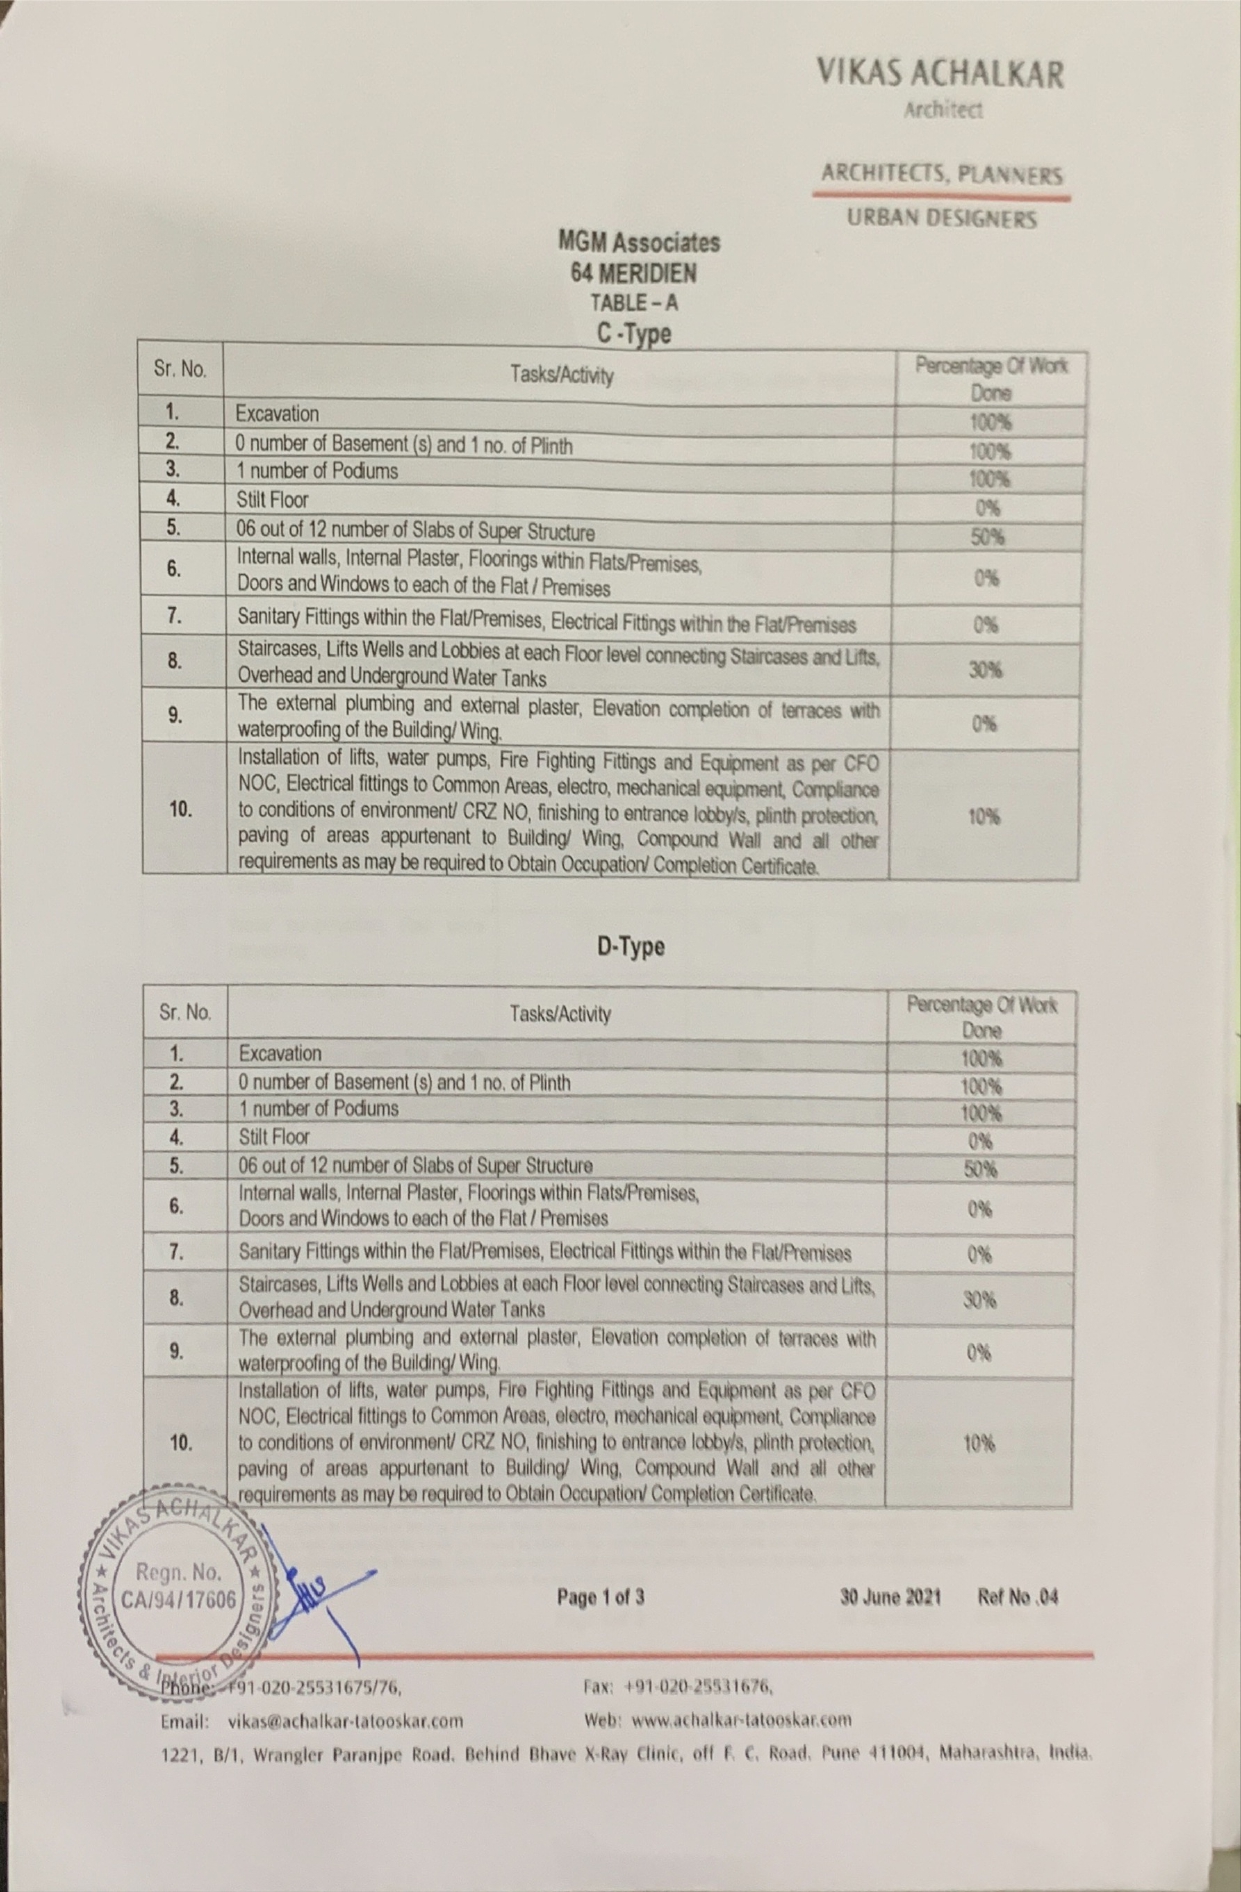 VIKAS ACHALKAR
Architect
ARCHITECTS, PLANNERS
URBAN DESIGNERS
MGM Associates
64 MERIDIEN
TABLE – A
C -Type
Sr. No. Tasks/Activity Percentage Of Work
Done
1. Excavation 100%
2. 0 number of Basement (s) and 1 no. of Plinth 100%
3. 1 number of Podiums 100%
4. Stilt Floor 0%
5. 06 out of 12 number of Slabs of Super Structure 50%
6. Internal walls, Internal Plaster, Floorings within Flats/Premises,
Doors and Windows to each of the Flat / Premises 0%
7. Sanitary Fittings within the Flat/Premises, Electrical Fittings within the Flat/Premises 0%
8. Staircases, Lifts Wells and Lobbies at each Floor level connecting Staircases and Lifts,
Overhead and Underground Water Tanks 30%
9. The external plumbing and external plaster, Elevation completion of terraces with
waterproofing of the Building/ Wing. 0%
Installation of lifts, water pumps, Fire Fighting Fittings and Equipment as per CFO
NOC, Electrical fittings to Common Areas, electro, mechanical equipment, Compliance
10. to conditions of environment/ CRZ NO, finishing to entrance lobby/s, plinth protection, 10%
paving of areas appurtenant to Building/ Wing, Compound Wall and all other
requirements as may be required to Obtain Occupation/ Completion Certificate.
D-Type
Sr. No. Tasks/Activity Percentage Of Work
Done
1. Excavation 100%
2. 0 number of Basement (s) and 1 no. of Plinth 100%
3. 1 number of Podiums 100%
4. Stilt Floor 0%
5. 06 out of 12 number of Slabs of Super Structure 50%
6. Internal walls, Internal Plaster, Floorings within Flats/Premises,
Doors and Windows to each of the Flat / Premises 0%
7. Sanitary Fittings within the Flat/Premises, Electrical Fittings within the Flat/Premises 0%
8. Staircases, Lifts Wells and Lobbies at each Floor level connecting Staircases and Lifts,
Overhead and Underground Water Tanks 30%
9. The external plumbing and external plaster, Elevation completion of terraces with
waterproofing of the Building/ Wing. 0%
Installation of lifts, water pumps, Fire Fighting Fittings and Equipment as per CFO
NOC, Electrical fittings to Common Areas, electro, mechanical equipment, Compliance
10. to conditions of environment/ CRZ NO, finishing to entrance lobby/s, plinth protection, 10%
paving of areas appurtenant to Building/ Wing, Compound Wall and all other
requirements as may be required to Obtain Occupation/ Completion Certificate.
★ VIKAS ACHALKAR ★
Regn. No.
CA/94/17606
Architects & Interior Designers
Page 1 of 3 30 June 2021 Ref No .04
Phone: +91-020-25531675/76, Fax: +91-020-25531676,
Email: vikas@achalkar-tatooskar.com Web: www.achalkar-tatooskar.com
1221, B/1, Wrangler Paranjpe Road. Behind Bhave X-Ray Clinic, off F. C. Road. Pune 411004, Maharashtra, India.